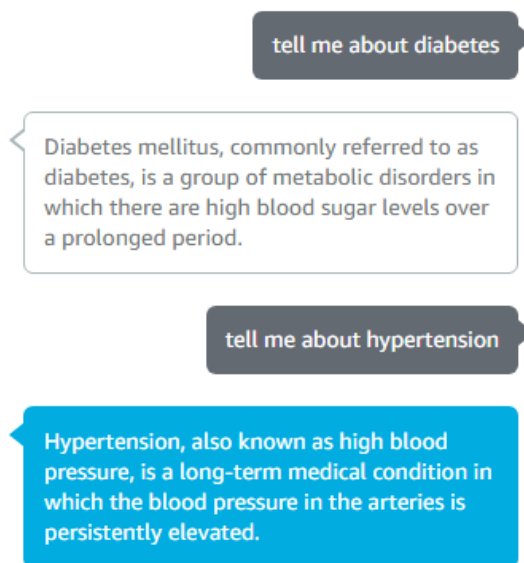 tell me about diabetes
Diabetes mellitus, commonly referred to as
diabetes, is a group of metabolic disorders in
which there are high blood sugar levels over
a prolonged period.
tell me about hypertension
Hypertension, also known as high blood
pressure, is a long-term medical condition in
which the blood pressure in the arteries is
persistently elevated.